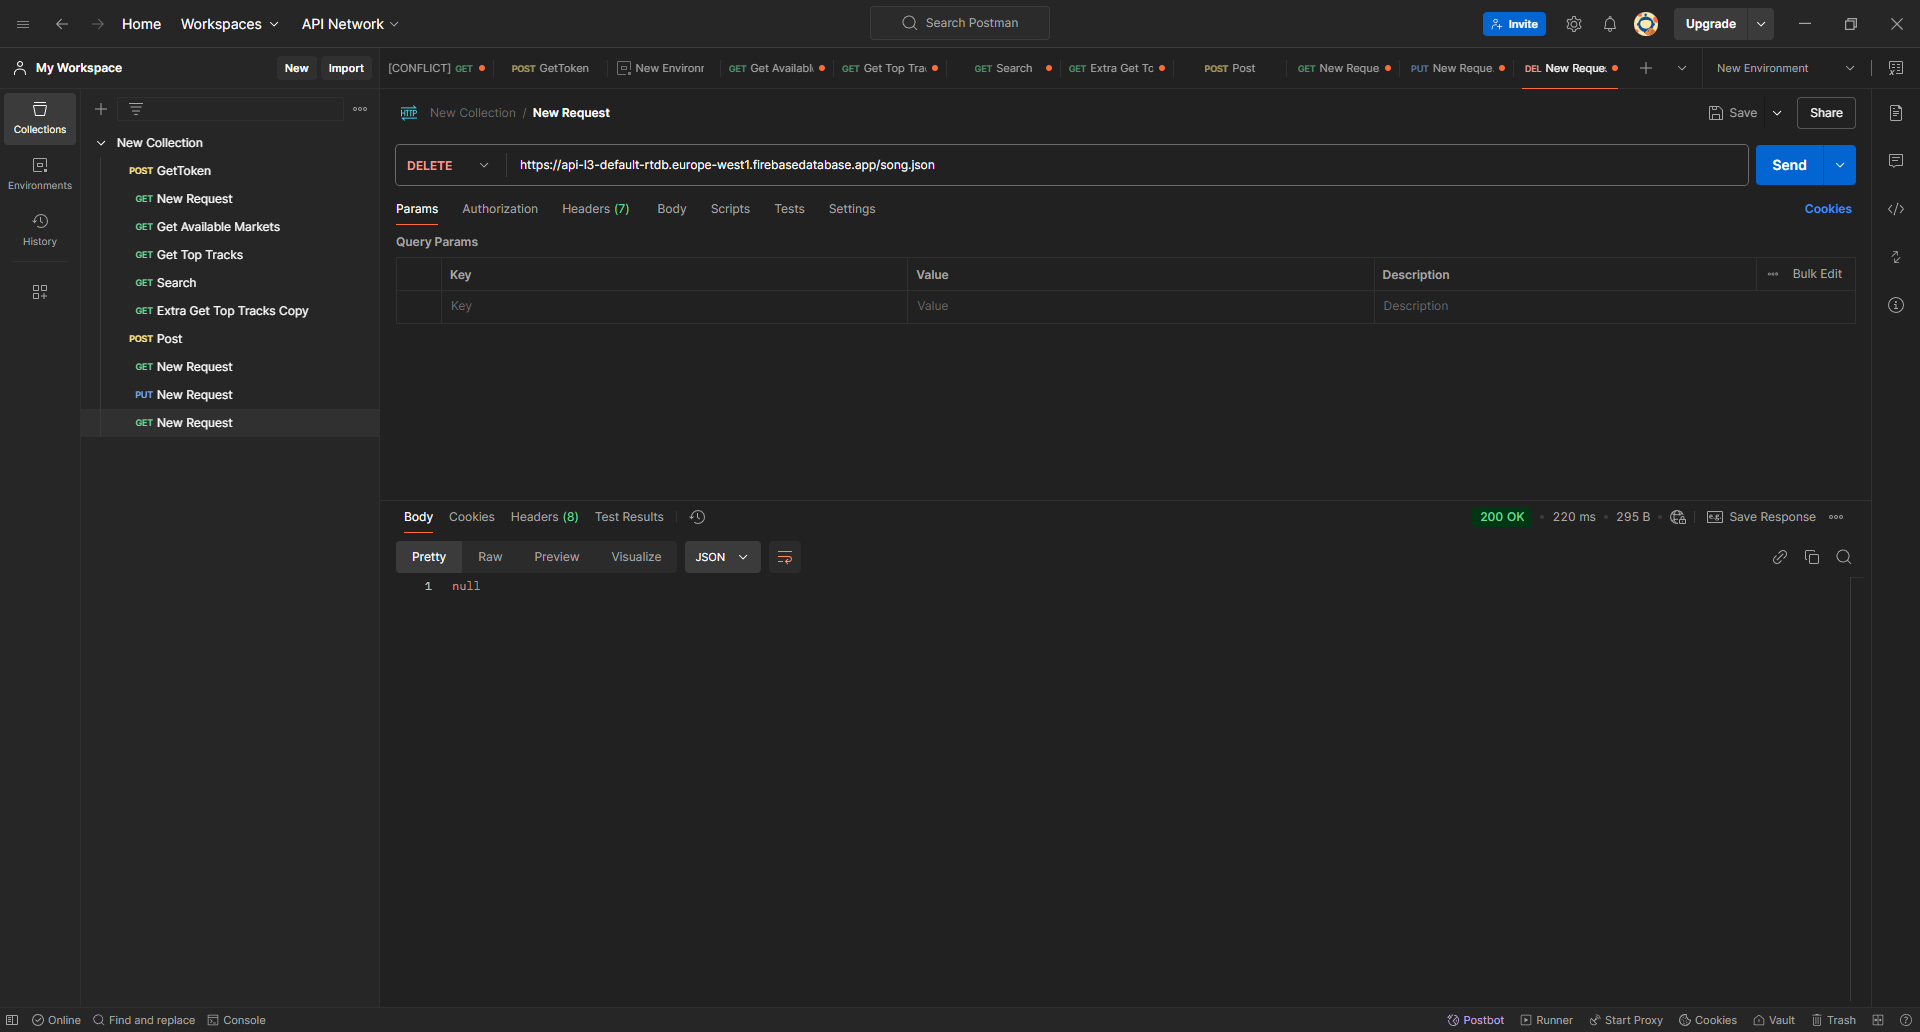 Home Workspaces API Network Search Postman Invite Upgrade
My Workspace New Import [CONFLICT] GET POST GetToken New Environr GET Get Availabl GET Get Top Tra GET Search GET Extra Get Tc POST Post GET New Reque PUT New Reque. DEL New Reque. New Environment
Collections
Environments
History
New Collection
POST GetToken
GET New Request
GET Get Available Markets
GET Get Top Tracks
GET Search
GET Extra Get Top Tracks Copy
POST Post
GET New Request
PUT New Request
GET New Request
HTTP New Collection / New Request Save Share
DELETE https://api-l3-default-rtdb.europe-west1.firebasedatabase.app/song.json Send
Params Authorization Headers (7) Body Scripts Tests Settings Cookies
Query Params
Key Value Description Bulk Edit
Key Value Description
Body Cookies Headers (8) Test Results 200 OK 220 ms 295 B e.g. Save Response
Pretty Raw Preview Visualize JSON
1 null
Online Find and replace Console Postbot Runner Start Proxy Cookies Vault Trash